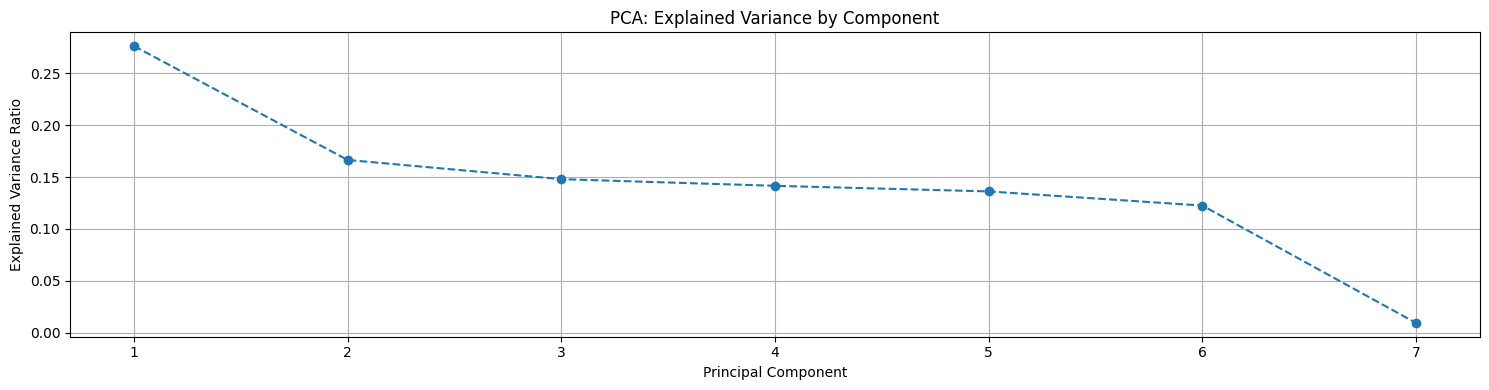 PCA: Explained Variance by Component
Explained Variance Ratio
0.25
0.20
0.15
0.10
0.05
0.00
1 2 3 4 5 6 7
Principal Component